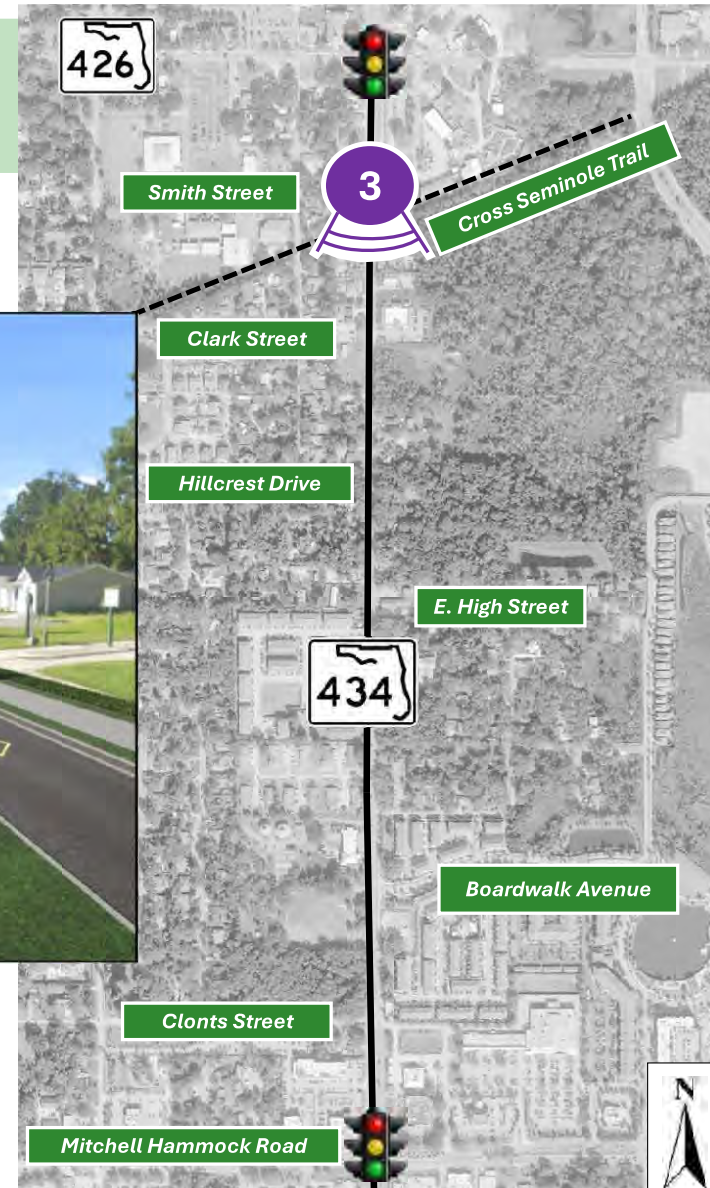 426
Smith Street
3
Cross Seminole Trail
Clark Street
Hillcrest Drive
E. High Street
434
Boardwalk Avenue
Clonts Street
Mitchell Hammock Road
N